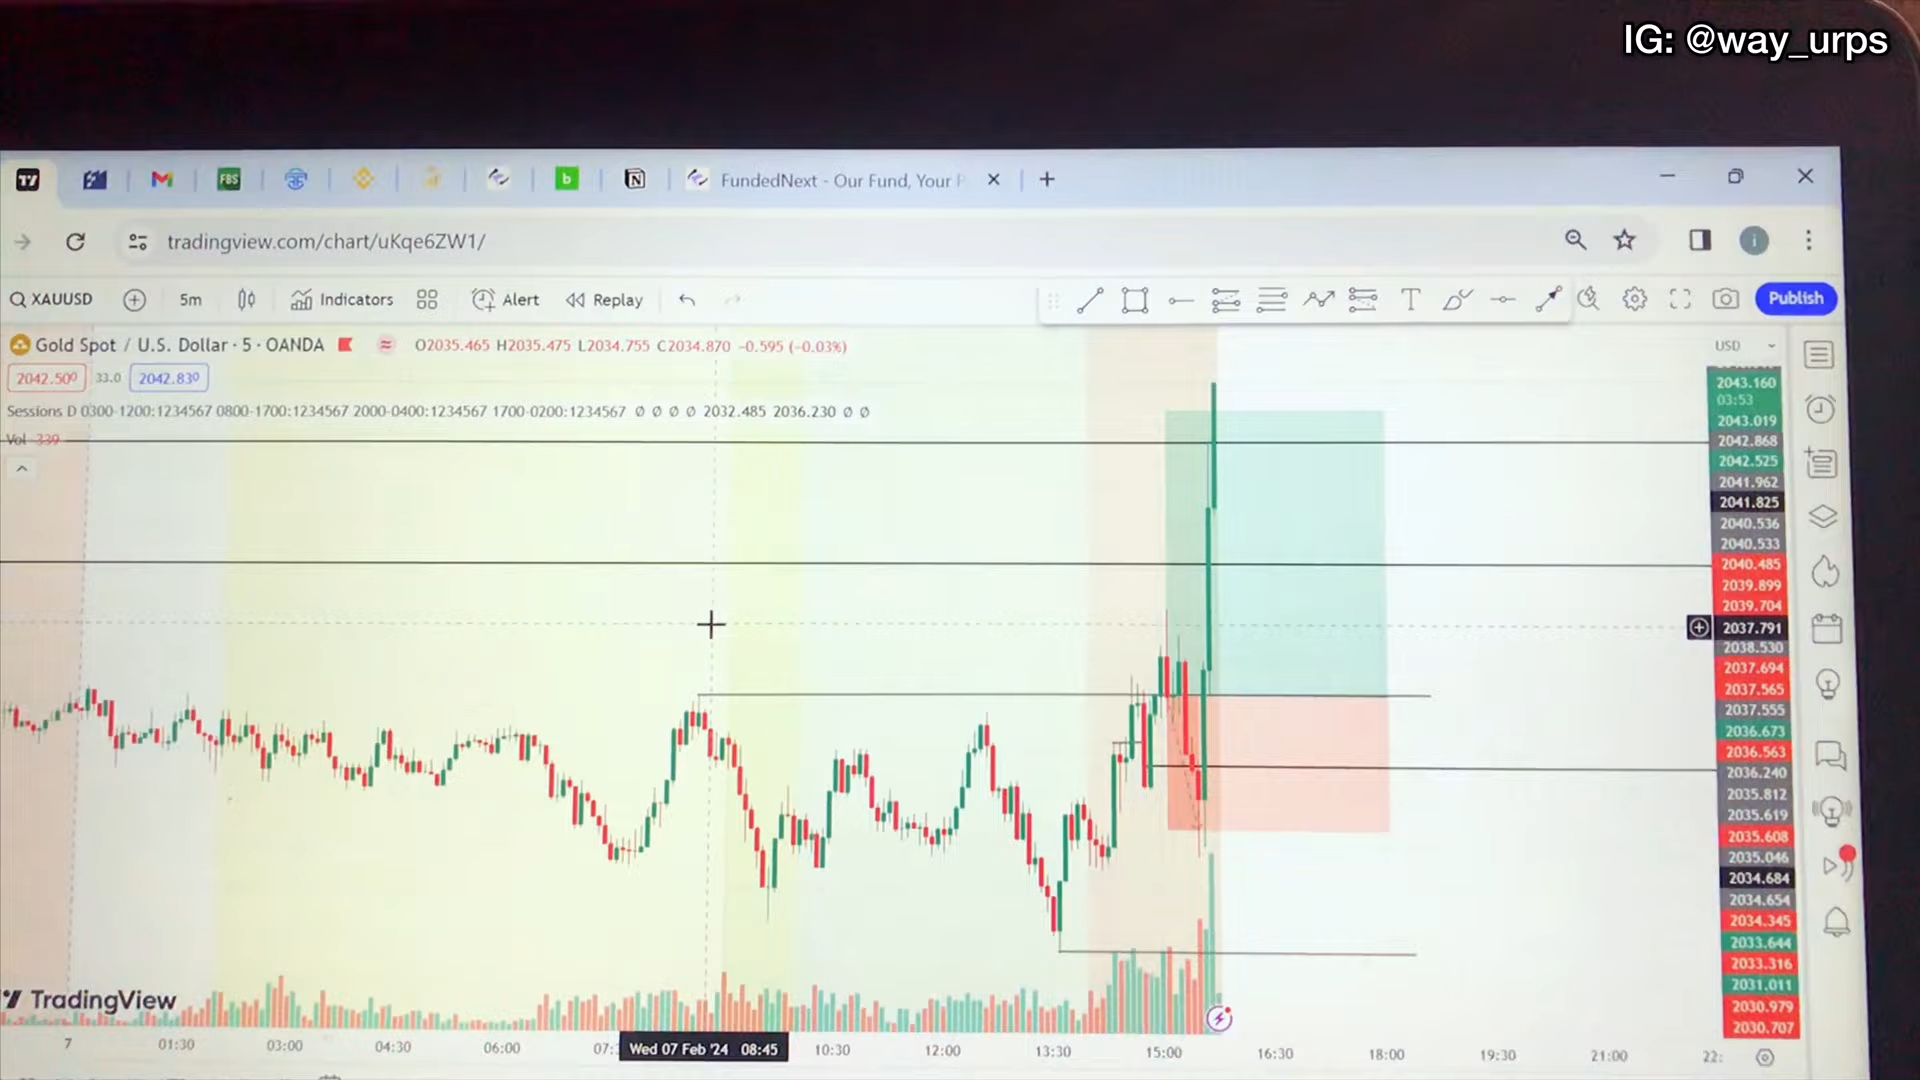 IG: @way_urps
FundedNext - Our Fund, Your P
tradingview.com/chart/uKqe6ZW1/
XAUUSD 5m Indicators Alert Replay Publish
Gold Spot / U.S. Dollar · 5 · OANDA O2035.465 H2035.475 L2034.755 C2034.870 −0.595 (−0.03%)
USD
2042.500 33.0 2042.830
Sessions D 0300-1200:1234567 0800-1700:1234567 2000-0400:1234567 1700-0200:1234567 ∅ ∅ ∅ ∅ 2032.485 2036.230 ∅ ∅
Vol 339
FBS
b
N
2043.160
03:53
2043.019
2042.868
2042.525
2041.962
2041.825
2040.536
2040.533
2040.485
2039.899
2039.704
2037.791
2038.530
2037.694
2037.565
2037.555
2036.673
2036.563
2036.240
2035.812
2035.619
2035.608
2035.046
2034.684
2034.654
2034.345
2033.644
2033.316
2031.011
2030.979
2030.707
TradingView
7 01:30 03:00 04:30 06:00 07: Wed 07 Feb '24 08:45 10:30 12:00 13:30 15:00 16:30 18:00 19:30 21:00 22: